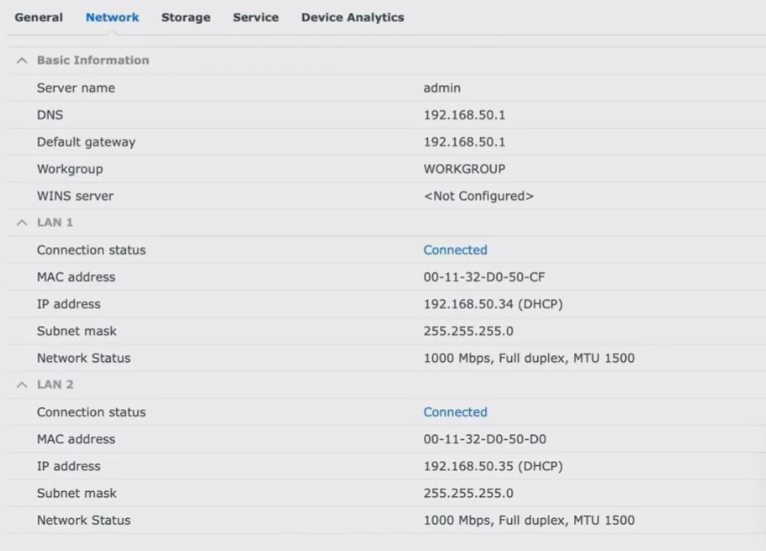 General Network Storage Service Device Analytics
Basic Information
Server name admin
DNS 192.168.50.1
Default gateway 192.168.50.1
Workgroup WORKGROUP
WINS server <Not Configured>
LAN 1
Connection status Connected
MAC address 00-11-32-D0-50-CF
IP address 192.168.50.34 (DHCP)
Subnet mask 255.255.255.0
Network Status 1000 Mbps, Full duplex, MTU 1500
LAN 2
Connection status Connected
MAC address 00-11-32-D0-50-D0
IP address 192.168.50.35 (DHCP)
Subnet mask 255.255.255.0
Network Status 1000 Mbps, Full duplex, MTU 1500